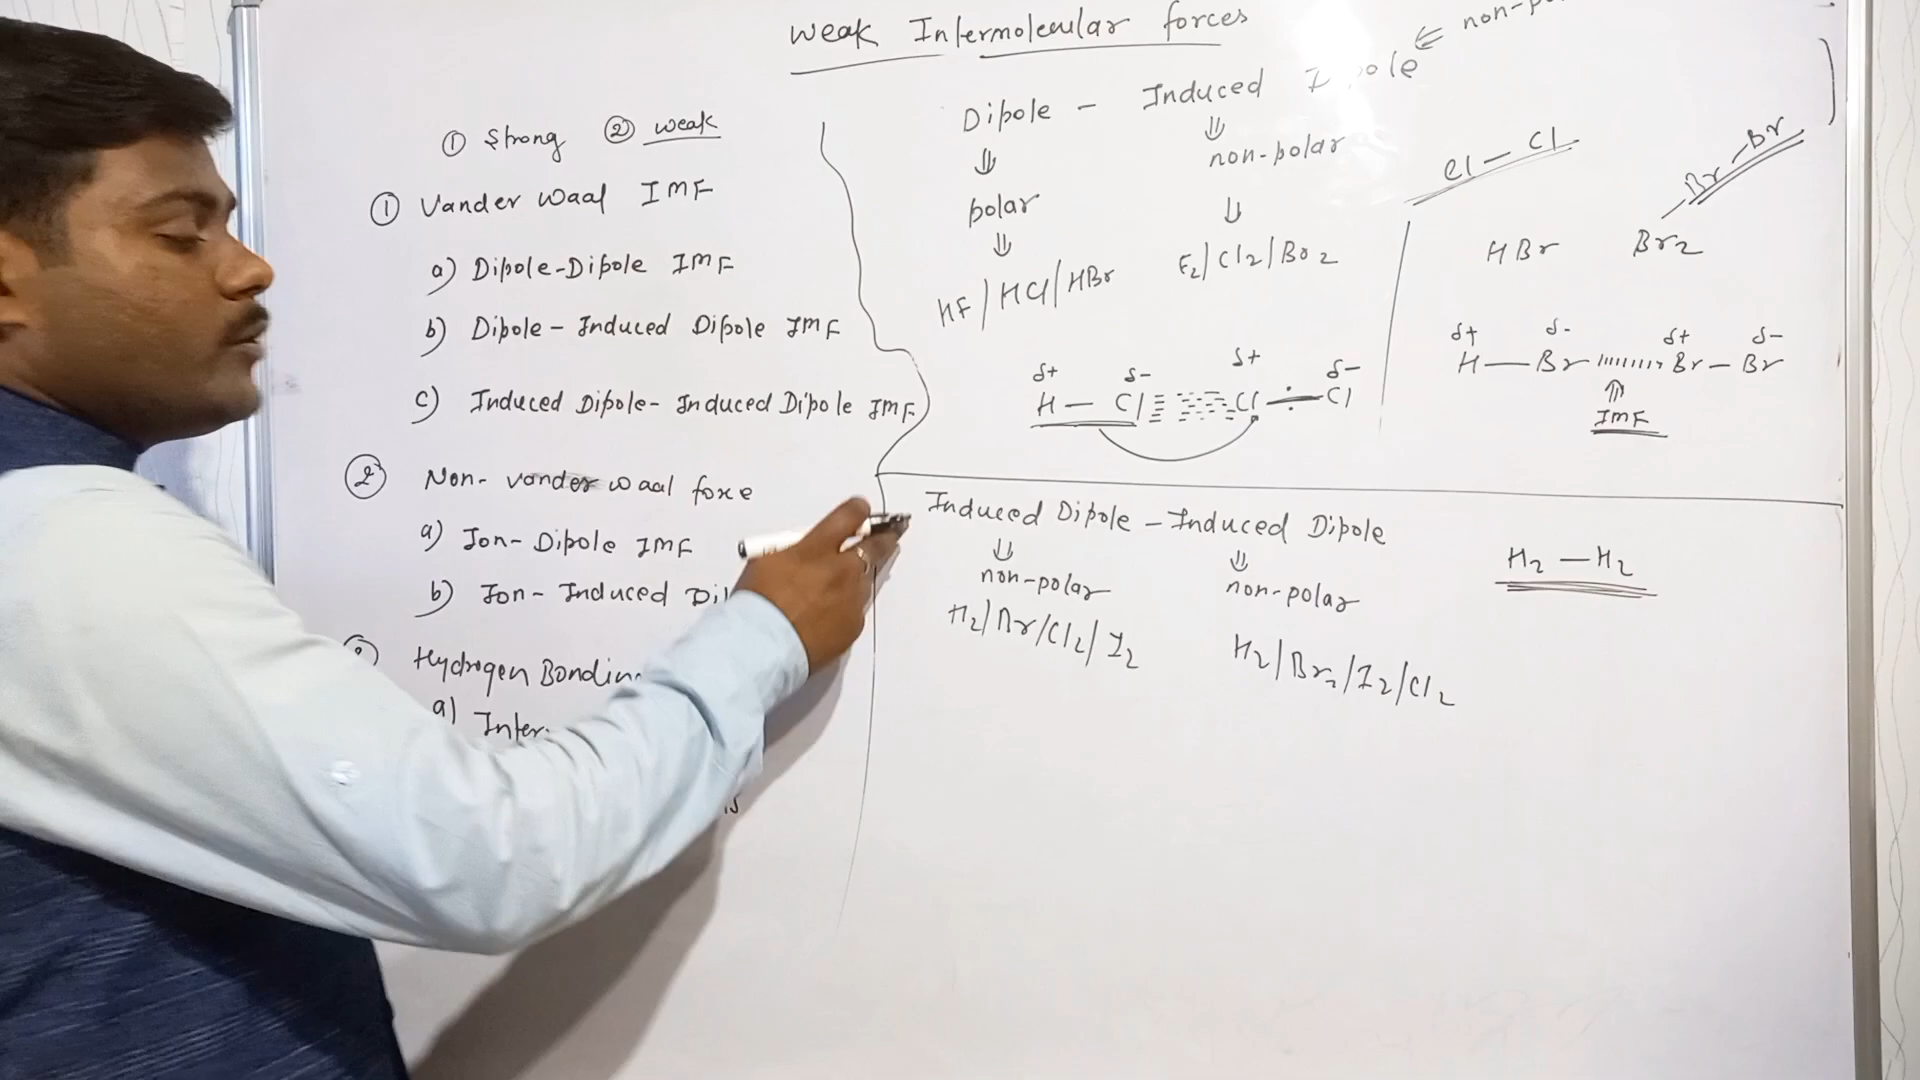 Weak Intermolecular forces
① Strong ② weak
① Vander Waal IMF
a) Dipole-Dipole IMF
b) Dipole - Induced Dipole IMF
c) Induced Dipole - Induced Dipole IMF
② Non-vander waal force
a) Ion-Dipole IMF
b) Ion - Induced
Hydrogen Bonding
a) Inter
Dipole - Induced
⇐ non-
⇓ ⇓
polar non-polar
⇓ ⇓
HF/HCl/HBr F2/Cl2/Br2
δ+ δ- δ+ δ-
H — Cl Cl — Cl
Cl — Cl
Br — Br
HBr Br2
δ+ δ- δ+ δ-
H — Br ıııııııı Br — Br
⇑
IMF
Induced Dipole - Induced Dipole
⇓ ⇓
non-polar non-polar
H2/Br/Cl2/I2 H2/Br2/I2/Cl2
H2 — H2